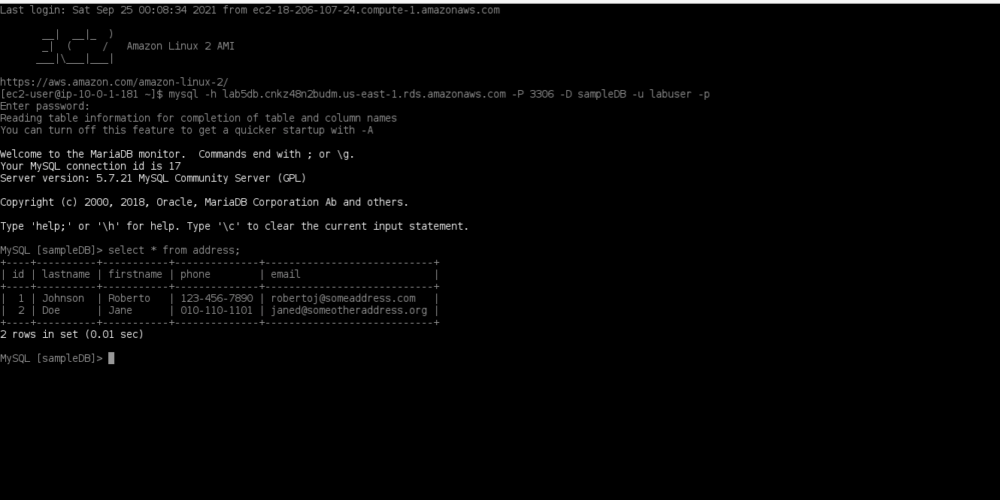 Last login: Sat Sep 25 00:08:34 2021 from ec2-18-206-107-24.compute-1.amazonaws.com
       __|  __|_  )
       _|  (     /   Amazon Linux 2 AMI
      ___|\___|___|
https://aws.amazon.com/amazon-linux-2/
[ec2-user@ip-10-0-1-181 ~]$ mysql -h lab5db.cnkz48n2budm.us-east-1.rds.amazonaws.com -P 3306 -D sampleDB -u labuser -p
Enter password:
Reading table information for completion of table and column names
You can turn off this feature to get a quicker startup with -A
Welcome to the MariaDB monitor.  Commands end with ; or \g.
Your MySQL connection id is 17
Server version: 5.7.21 MySQL Community Server (GPL)
Copyright (c) 2000, 2018, Oracle, MariaDB Corporation Ab and others.
Type 'help;' or '\h' for help. Type '\c' to clear the current input statement.
MySQL [sampleDB]> select * from address;
+----+----------+-----------+--------------+----------------------------+
| id | lastname | firstname | phone        | email                      |
+----+----------+-----------+--------------+----------------------------+
|  1 | Johnson  | Roberto   | 123-456-7890 | robertoj@someaddress.com   |
|  2 | Doe      | Jane      | 010-110-1101 | janed@someotheraddress.org |
+----+----------+-----------+--------------+----------------------------+
2 rows in set (0.01 sec)
MySQL [sampleDB]>